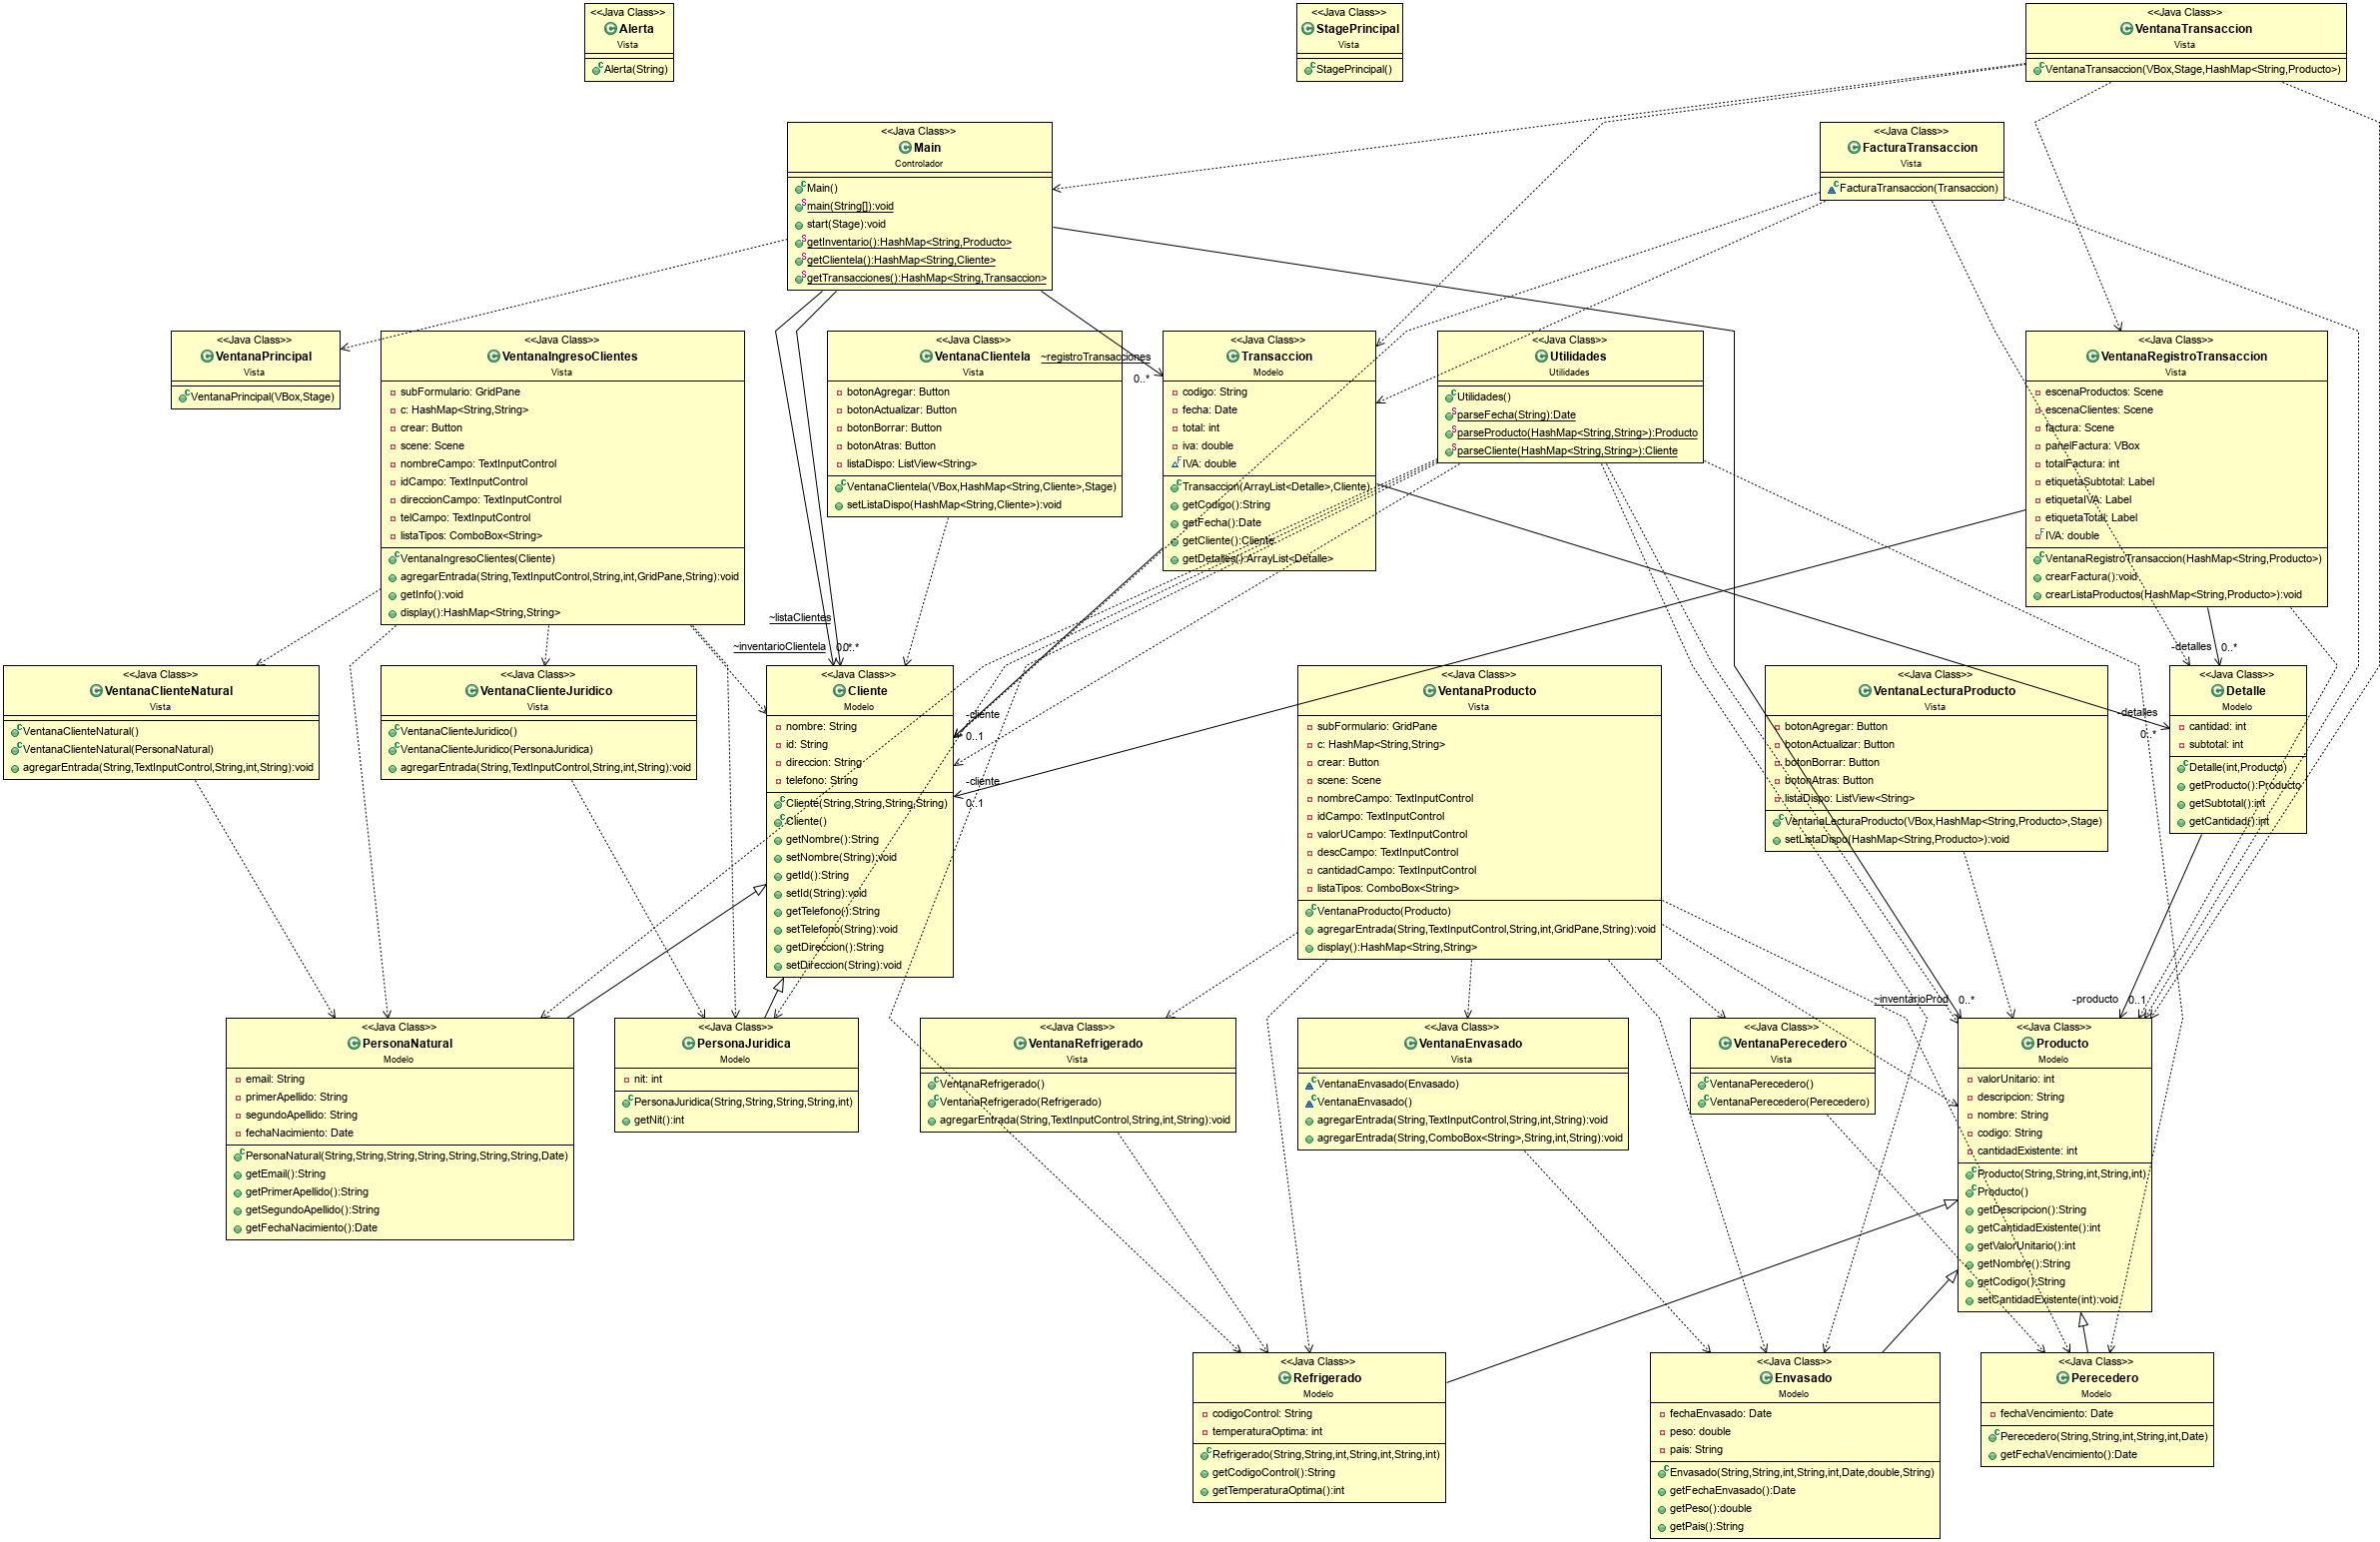 <<Java Class>>
Alerta
Vista
Alerta(String)
<<Java Class>>
StagePrincipal
Vista
StagePrincipal()
<<Java Class>>
VentanaTransaccion
Vista
VentanaTransaccion(VBox,Stage,HashMap<String,Producto>)
<<Java Class>>
Main
Controlador
Main()
main(String[]):void
start(Stage):void
getInventario():HashMap<String,Producto>
getClientela():HashMap<String,Cliente>
getTransacciones():HashMap<String,Transaccion>
<<Java Class>>
FacturaTransaccion
Vista
FacturaTransaccion(Transaccion)
<<Java Class>>
VentanaPrincipal
Vista
VentanaPrincipal(VBox,Stage)
<<Java Class>>
VentanaIngresoClientes
Vista
subFormulario: GridPane
c: HashMap<String,String>
crear: Button
scene: Scene
nombreCampo: TextInputControl
idCampo: TextInputControl
direccionCampo: TextInputControl
telCampo: TextInputControl
listaTipos: ComboBox<String>
VentanaIngresoClientes(Cliente)
agregarEntrada(String,TextInputControl,String,int,GridPane,String):void
getInfo():void
display():HashMap<String,String>
<<Java Class>>
VentanaClientela
Vista
botonAgregar: Button
botonActualizar: Button
botonBorrar: Button
botonAtras: Button
listaDispo: ListView<String>
VentanaClientela(VBox,HashMap<String,Cliente>,Stage)
setListaDispo(HashMap<String,Cliente>):void
~registroTransacciones
0..*
<<Java Class>>
Transaccion
Modelo
codigo: String
fecha: Date
total: int
iva: double
IVA: double
Transaccion(ArrayList<Detalle>,Cliente)
getCodigo():String
getFecha():Date
getCliente():Cliente
getDetalles():ArrayList<Detalle>
<<Java Class>>
Utilidades
Utilidades
Utilidades()
parseFecha(String):Date
parseProducto(HashMap<String,String>):Producto
parseCliente(HashMap<String,String>):Cliente
<<Java Class>>
VentanaRegistroTransaccion
Vista
escenaProductos: Scene
escenaClientes: Scene
factura: Scene
panelFactura: VBox
totalFactura: int
etiquetaSubtotal: Label
etiquetaIVA: Label
etiquetaTotal: Label
IVA: double
VentanaRegistroTransaccion(HashMap<String,Producto>)
crearFactura():void
crearListaProductos(HashMap<String,Producto>):void
~listaClientes
~inventarioClientela
0..*
0..*
-detalles
0..*
<<Java Class>>
VentanaClienteNatural
Vista
VentanaClienteNatural()
VentanaClienteNatural(PersonaNatural)
agregarEntrada(String,TextInputControl,String,int,String):void
<<Java Class>>
VentanaClienteJuridico
Vista
VentanaClienteJuridico()
VentanaClienteJuridico(PersonaJuridica)
agregarEntrada(String,TextInputControl,String,int,String):void
<<Java Class>>
Cliente
Modelo
nombre: String
id: String
direccion: String
telefono: String
Cliente(String,String,String,String)
Cliente()
getNombre():String
setNombre(String):void
getId():String
setId(String):void
getTelefono():String
setTelefono(String):void
getDireccion():String
setDireccion(String):void
-cliente
0..1
-cliente
0..1
<<Java Class>>
VentanaProducto
Vista
subFormulario: GridPane
c: HashMap<String,String>
crear: Button
scene: Scene
nombreCampo: TextInputControl
idCampo: TextInputControl
valorUCampo: TextInputControl
descCampo: TextInputControl
cantidadCampo: TextInputControl
listaTipos: ComboBox<String>
VentanaProducto(Producto)
agregarEntrada(String,TextInputControl,String,int,GridPane,String):void
display():HashMap<String,String>
<<Java Class>>
VentanaLecturaProducto
Vista
botonAgregar: Button
botonActualizar: Button
botonBorrar: Button
botonAtras: Button
listaDispo: ListView<String>
VentanaLecturaProducto(VBox,HashMap<String,Producto>,Stage)
setListaDispo(HashMap<String,Producto>):void
-detalles
0..*
<<Java Class>>
Detalle
Modelo
cantidad: int
subtotal: int
Detalle(int,Producto)
getProducto():Producto
getSubtotal():int
getCantidad():int
~inventarioProd
0..*
-producto
0..1
<<Java Class>>
PersonaNatural
Modelo
email: String
primerApellido: String
segundoApellido: String
fechaNacimiento: Date
PersonaNatural(String,String,String,String,String,String,String,Date)
getEmail():String
getPrimerApellido():String
getSegundoApellido():String
getFechaNacimiento():Date
<<Java Class>>
PersonaJuridica
Modelo
nit: int
PersonaJuridica(String,String,String,String,int)
getNit():int
<<Java Class>>
VentanaRefrigerado
Vista
VentanaRefrigerado()
VentanaRefrigerado(Refrigerado)
agregarEntrada(String,TextInputControl,String,int,String):void
<<Java Class>>
VentanaEnvasado
Vista
VentanaEnvasado(Envasado)
VentanaEnvasado()
agregarEntrada(String,TextInputControl,String,int,String):void
agregarEntrada(String,ComboBox<String>,String,int,String):void
<<Java Class>>
VentanaPerecedero
Vista
VentanaPerecedero()
VentanaPerecedero(Perecedero)
<<Java Class>>
Producto
Modelo
valorUnitario: int
descripcion: String
nombre: String
codigo: String
cantidadExistente: int
Producto(String,String,int,String,int)
Producto()
getDescripcion():String
getCantidadExistente():int
getValorUnitario():int
getNombre():String
getCodigo():String
setCantidadExistente(int):void
<<Java Class>>
Refrigerado
Modelo
codigoControl: String
temperaturaOptima: int
Refrigerado(String,String,int,String,int,String,int)
getCodigoControl():String
getTemperaturaOptima():int
<<Java Class>>
Envasado
Modelo
fechaEnvasado: Date
peso: double
pais: String
Envasado(String,String,int,String,int,Date,double,String)
getFechaEnvasado():Date
getPeso():double
getPais():String
<<Java Class>>
Perecedero
Modelo
fechaVencimiento: Date
Perecedero(String,String,int,String,int,Date)
getFechaVencimiento():Date